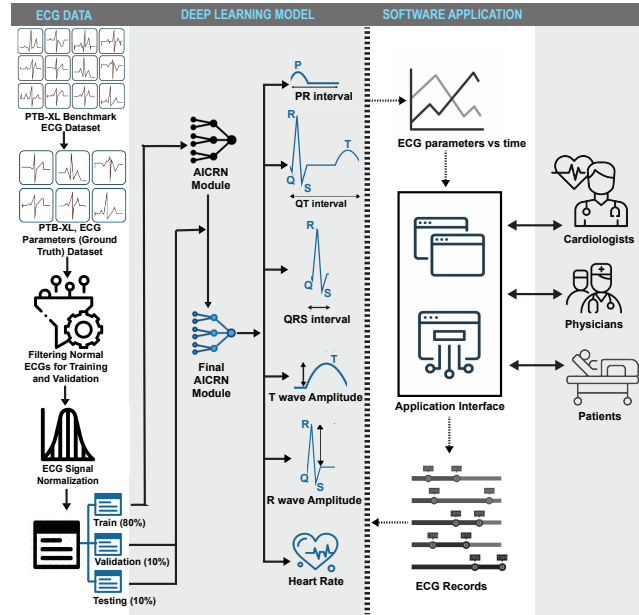 ECG DATA
DEEP LEARNING MODEL
SOFTWARE APPLICATION
PTB-XL Benchmark
ECG Dataset
PTB-XL, ECG
Parameters (Ground
Truth) Dataset
Filtering Normal
ECGs for Training
and Validation
ECG Signal
Normalization
Train (80%)
Validation (10%)
Testing (10%)
AICRN
Module
Final
AICRN
Module
P
PR interval
R
T
Q
S
QT interval
R
Q
S
QRS interval
T
T wave Amplitude
R
Q
S
R wave Amplitude
Heart Rate
ECG parameters vs time
Application Interface
ECG Records
Cardiologists
Physicians
Patients